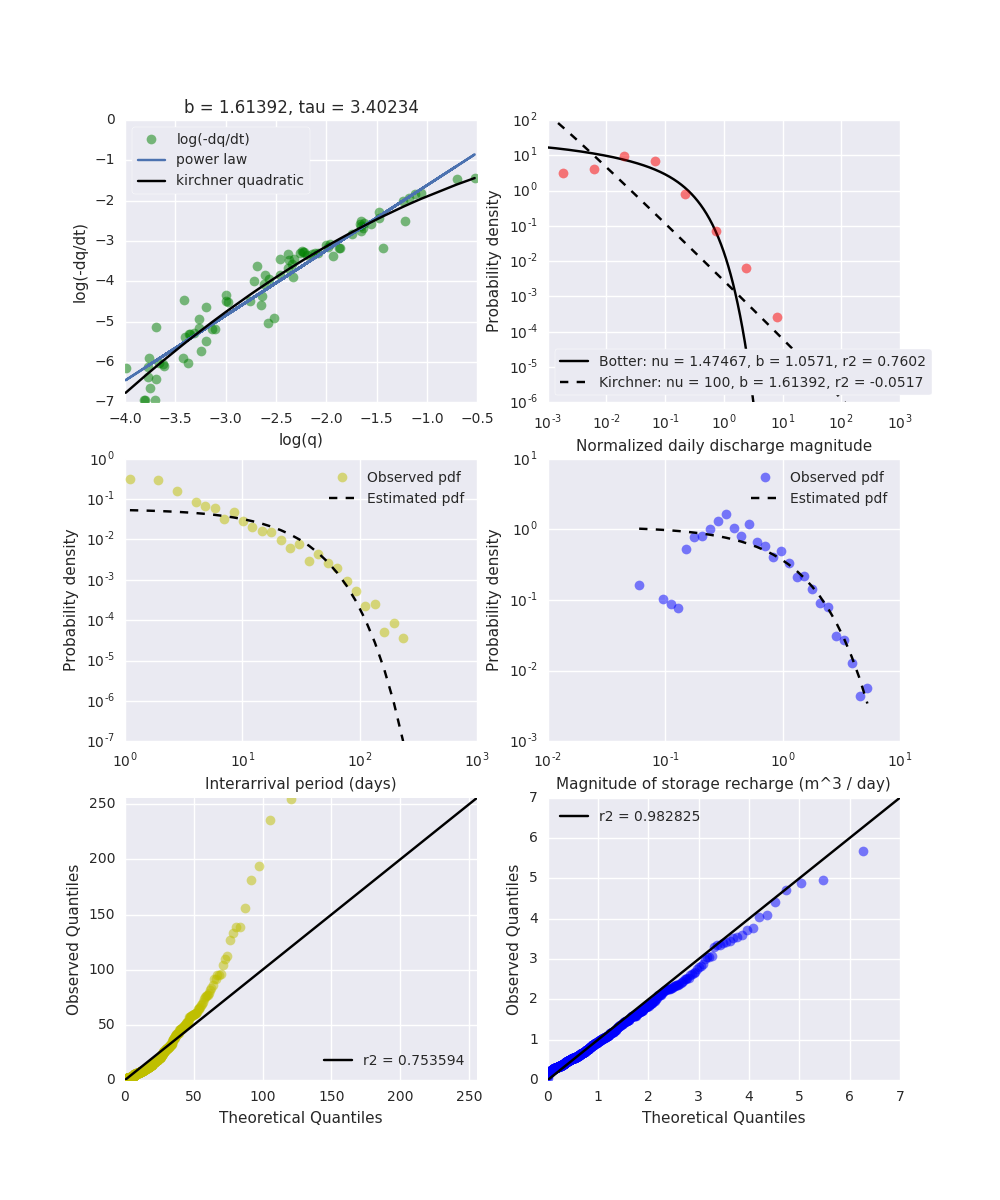 b = 1.61392, tau = 3.40234
0
−1
−2
−3
−4
−5
−6
−7
log(-dq/dt)
log(-dq/dt)
power law
kirchner quadratic
−4.0 −3.5 −3.0 −2.5 −2.0 −1.5 −1.0 −0.5
log(q)
10^2
10^1
10^0
10^-1
10^-2
10^-3
10^-4
10^-5
10^-6
Probability density
Botter: nu = 1.47467, b = 1.0571, r2 = 0.7602
Kirchner: nu = 100, b = 1.61392, r2 = -0.0517
10^-3 10^-2 10^-1 10^0 10^1 10^2 10^3
Normalized daily discharge magnitude
10^0
10^-1
10^-2
10^-3
10^-4
10^-5
10^-6
10^-7
Probability density
Observed pdf
Estimated pdf
10^0 10^1 10^2 10^3
Interarrival period (days)
10^1
10^0
10^-1
10^-2
10^-3
Probability density
Observed pdf
Estimated pdf
10^-2 10^-1 10^0 10^1
Magnitude of storage recharge (m^3 / day)
250
200
150
100
50
0
Observed Quantiles
r2 = 0.753594
0 50 100 150 200 250
Theoretical Quantiles
7
6
5
4
3
2
1
0
Observed Quantiles
r2 = 0.982825
0 1 2 3 4 5 6 7
Theoretical Quantiles